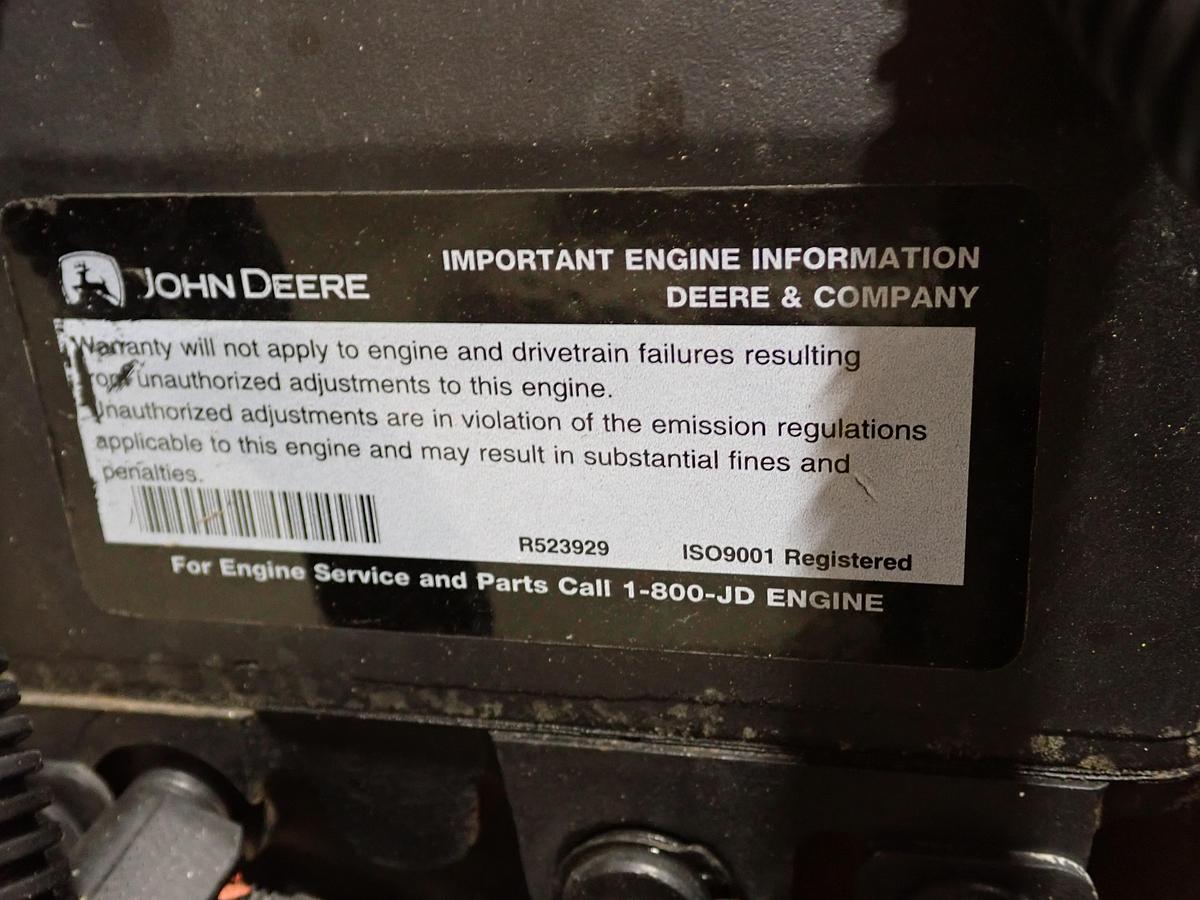 JOHN DEERE
IMPORTANT ENGINE INFORMATION
DEERE & COMPANY
Warranty will not apply to engine and drivetrain failures resulting
from unauthorized adjustments to this engine.
Unauthorized adjustments are in violation of the emission regulations
applicable to this engine and may result in substantial fines and
penalties.
R523929
ISO9001 Registered
For Engine Service and Parts Call 1-800-JD ENGINE